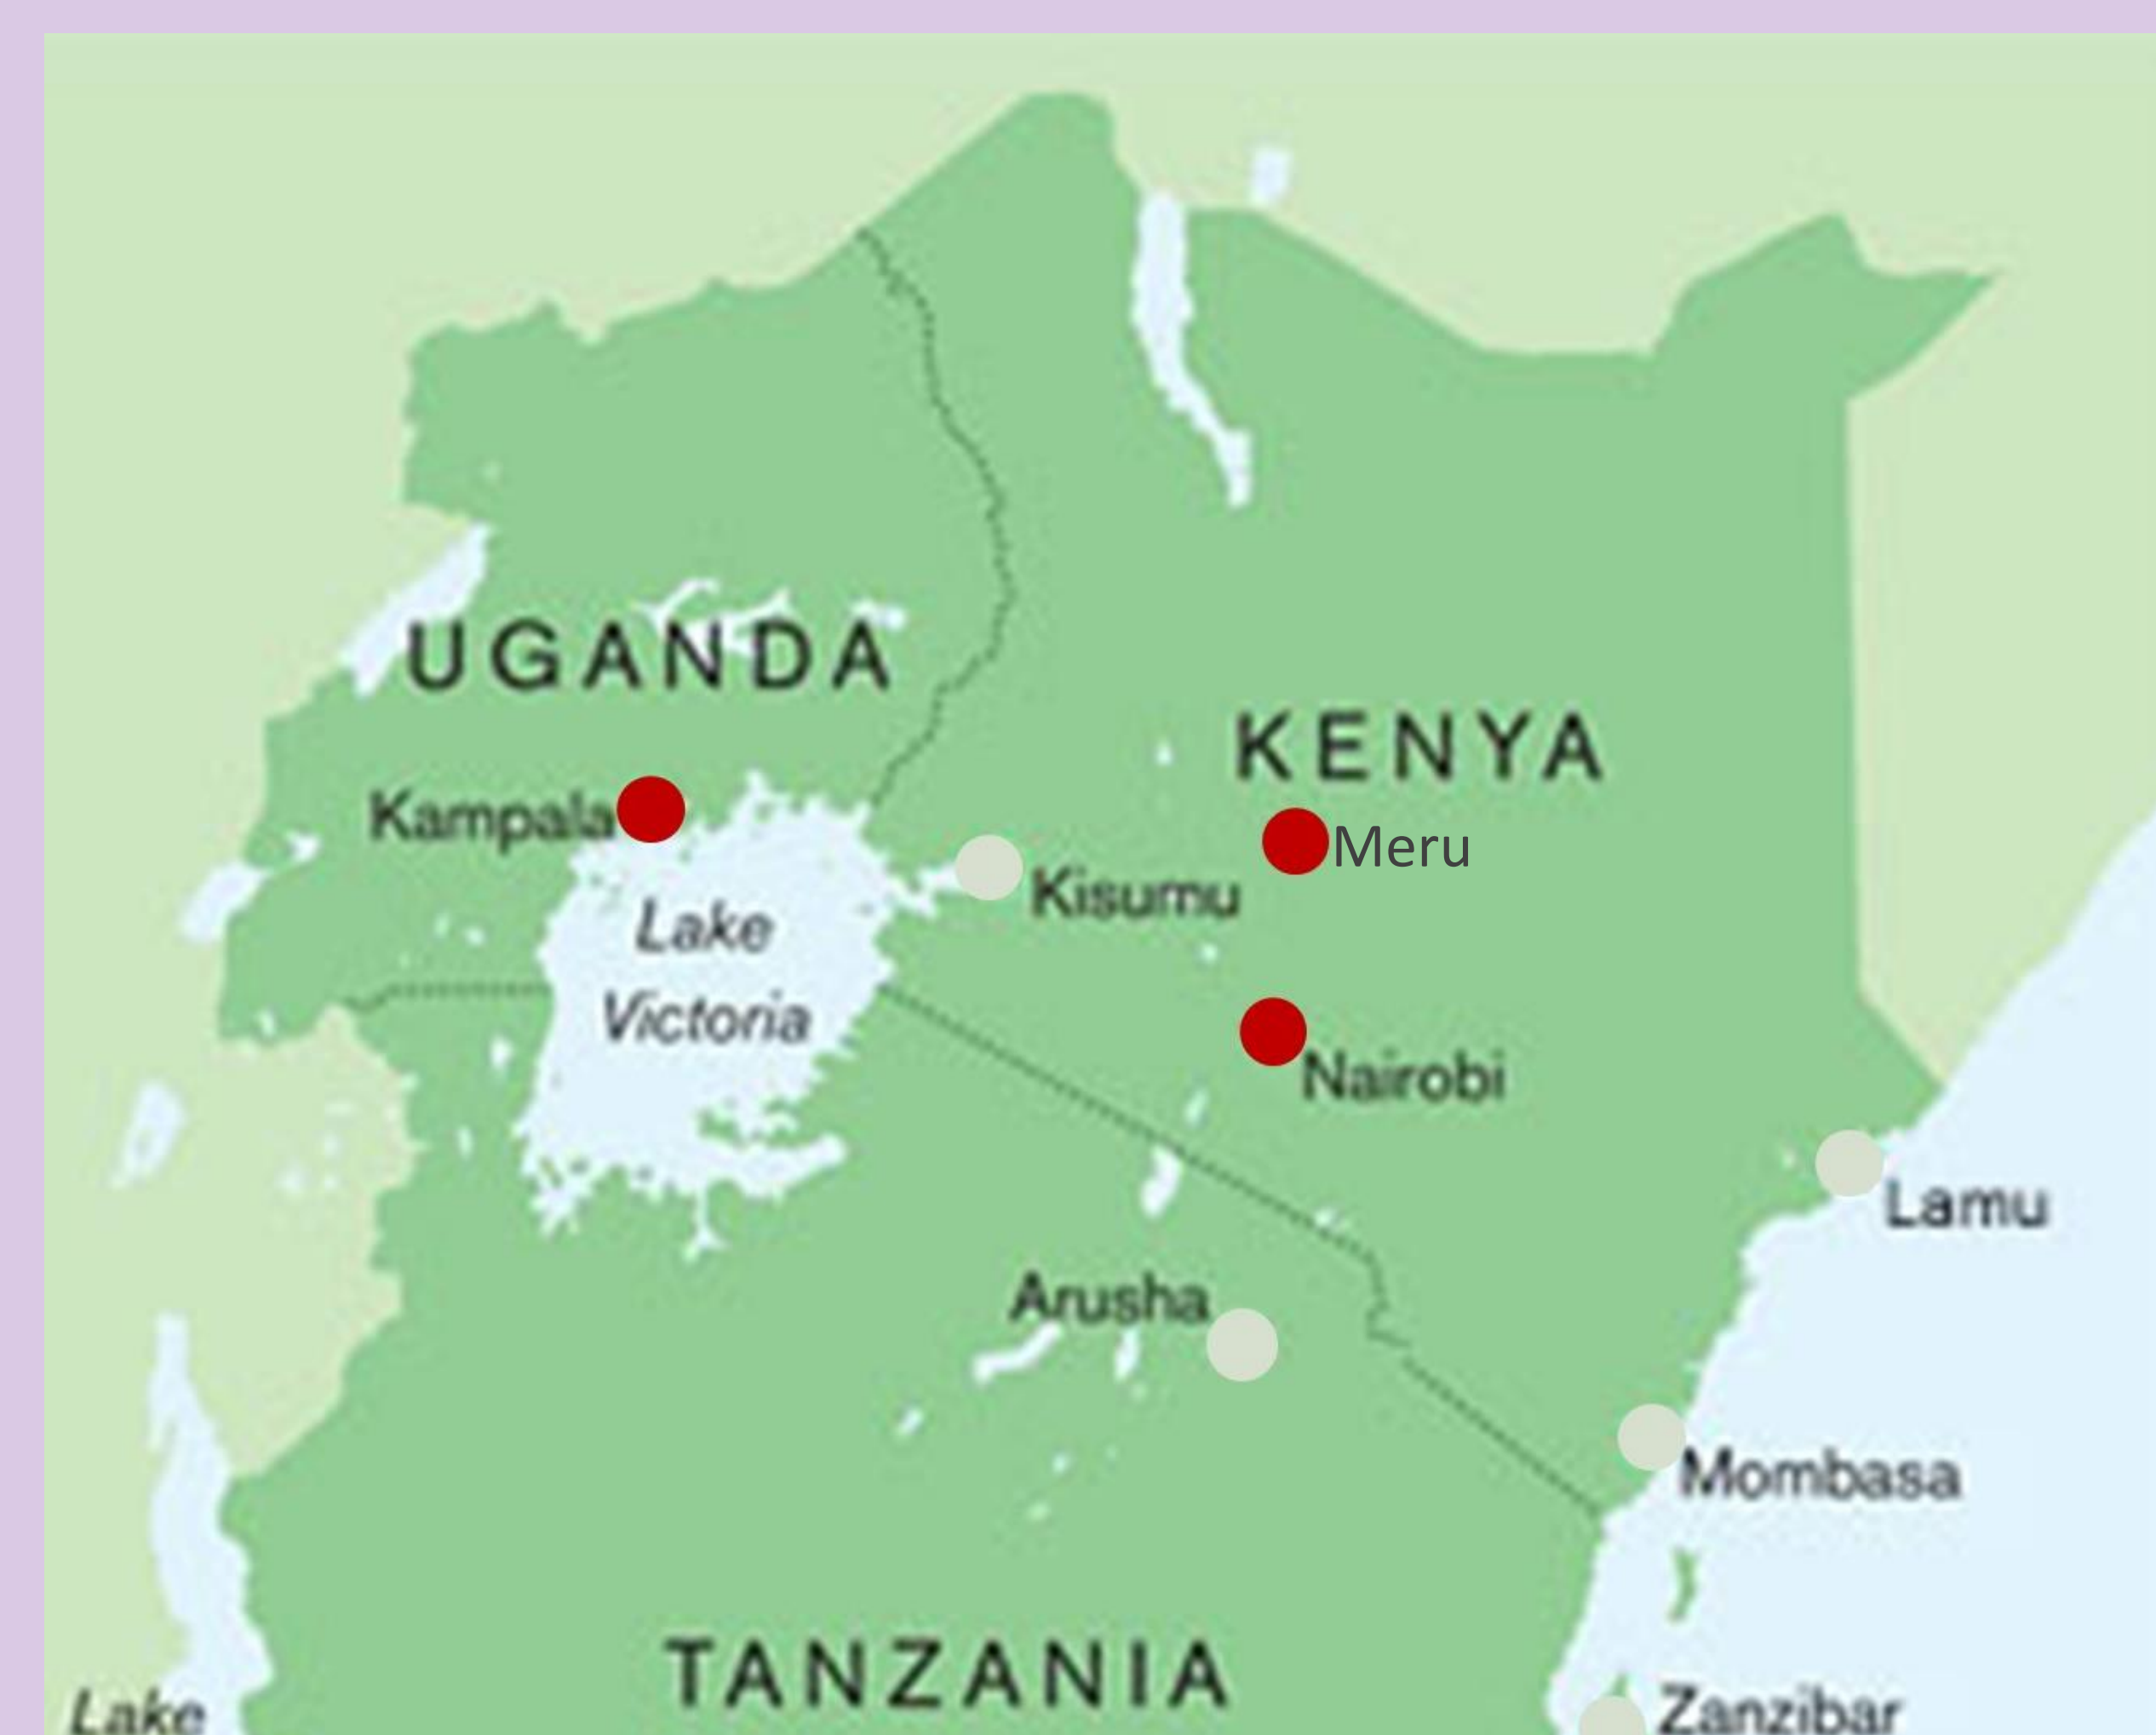 UGANDA
KENYA
Kampala
Meru
Kisumu
Lake
Victoria
Nairobi
Lamu
Arusha
Mombasa
TANZANIA
Lake
Zanzibar